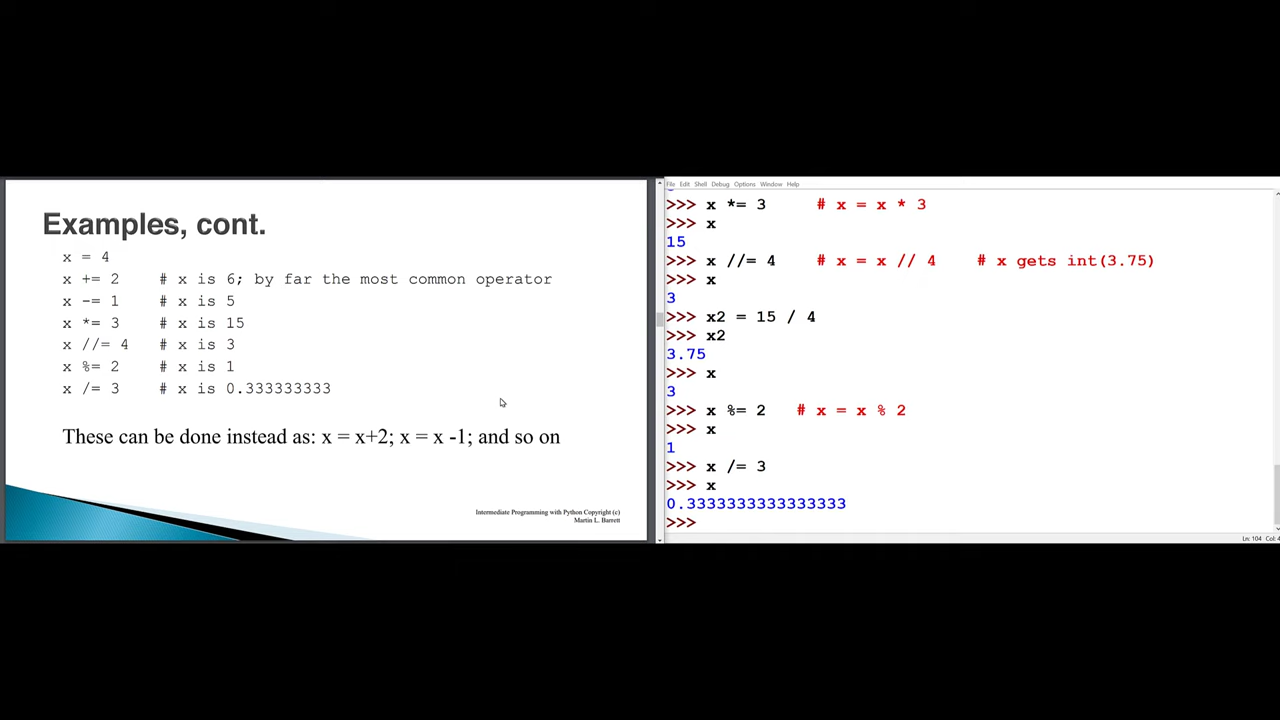 Examples, cont.
x = 4
x += 2 # x is 6; by far the most common operator
x -= 1 # x is 5
x *= 3 # x is 15
x //= 4 # x is 3
x %= 2 # x is 1
x /= 3 # x is 0.333333333
These can be done instead as: x = x+2; x = x -1; and so on
Intermediate Programming with Python Copyright (c)
Martin L. Barrett
File Edit Shell Debug Options Window Help
>>> x *= 3 # x = x * 3
>>> x
15
>>> x //= 4 # x = x // 4 # x gets int(3.75)
>>> x
3
>>> x2 = 15 / 4
>>> x2
3.75
>>> x
3
>>> x %= 2 # x = x % 2
>>> x
1
>>> x /= 3
>>> x
0.3333333333333333
>>>
Ln: 104 Col: 4